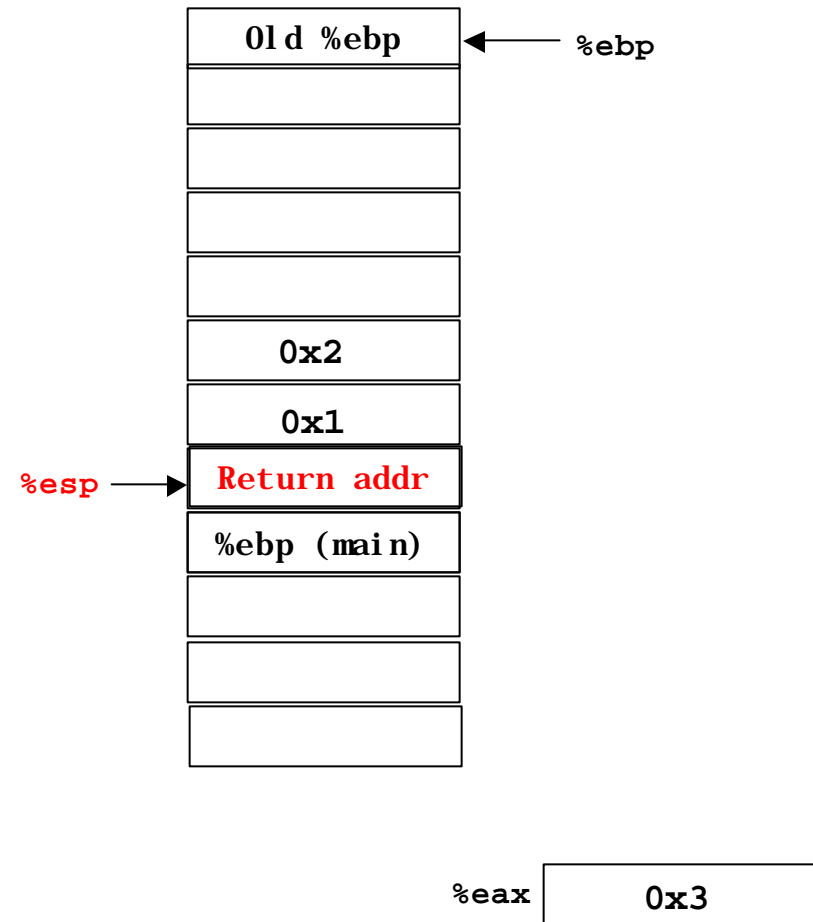 Old %ebp
%ebp
0x2
0x1
%esp
Return addr
%ebp (main)
%eax
0x3